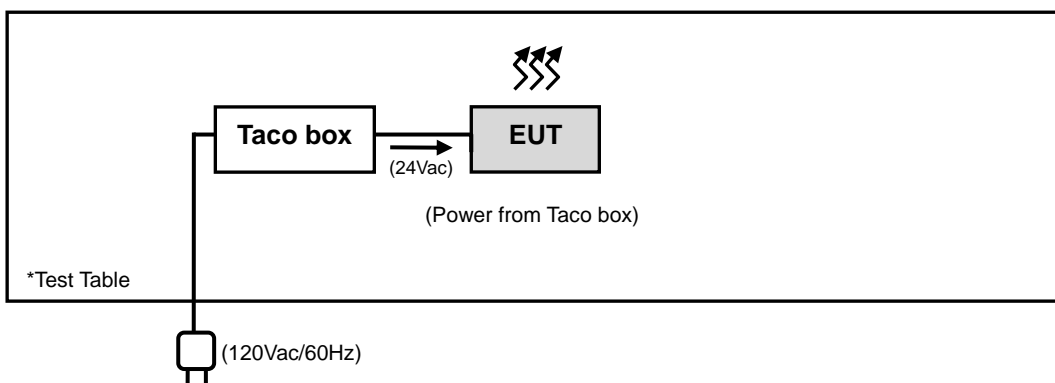 Taco box
EUT
(24Vac)
(Power from Taco box)
*Test Table
(120Vac/60Hz)